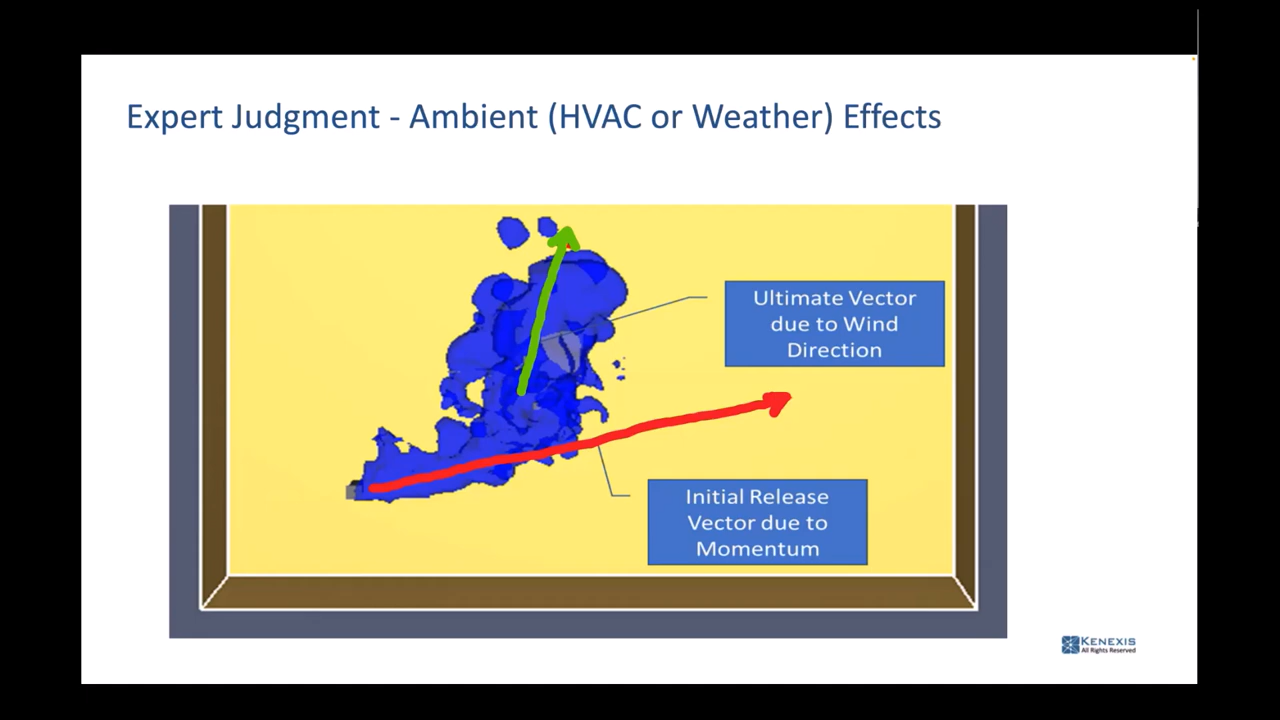 Expert Judgment - Ambient (HVAC or Weather) Effects
Ultimate Vector
due to Wind
Direction
Initial Release
Vector due to
Momentum
KENEXIS
All Rights Reserved